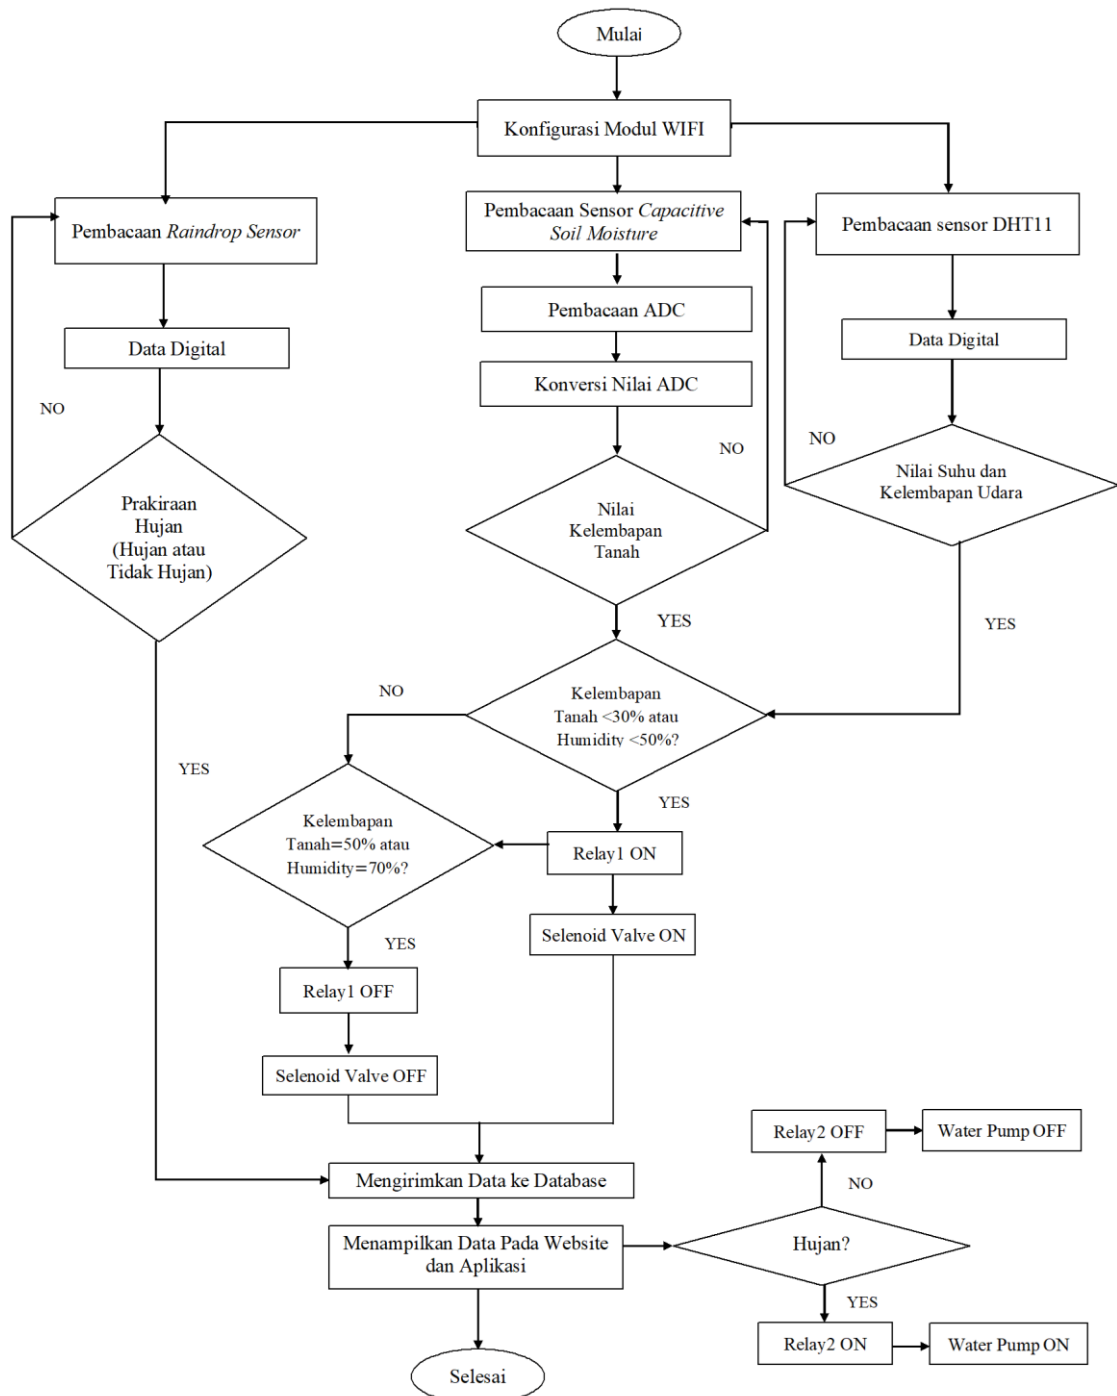 Mulai
Konfigurasi Modul WIFI
Pembacaan Raindrop Sensor
Data Digital
NO
Prakiraan
Hujan
(Hujan atau
Tidak Hujan)
YES
Pembacaan Sensor Capacitive
Soil Moisture
Pembacaan ADC
Konversi Nilai ADC
NO
Nilai
Kelembapan
Tanah
YES
Pembacaan sensor DHT11
Data Digital
NO
Nilai Suhu dan
Kelembapan Udara
YES
Kelembapan
Tanah <30% atau
Humidity <50%?
NO
YES
Kelembapan
Tanah=50% atau
Humidity=70%?
Relay1 ON
Selenoid Valve ON
YES
Relay1 OFF
Selenoid Valve OFF
Mengirimkan Data ke Database
Menampilkan Data Pada Website
dan Aplikasi
Selesai
Relay2 OFF
Water Pump OFF
NO
Hujan?
YES
Relay2 ON
Water Pump ON